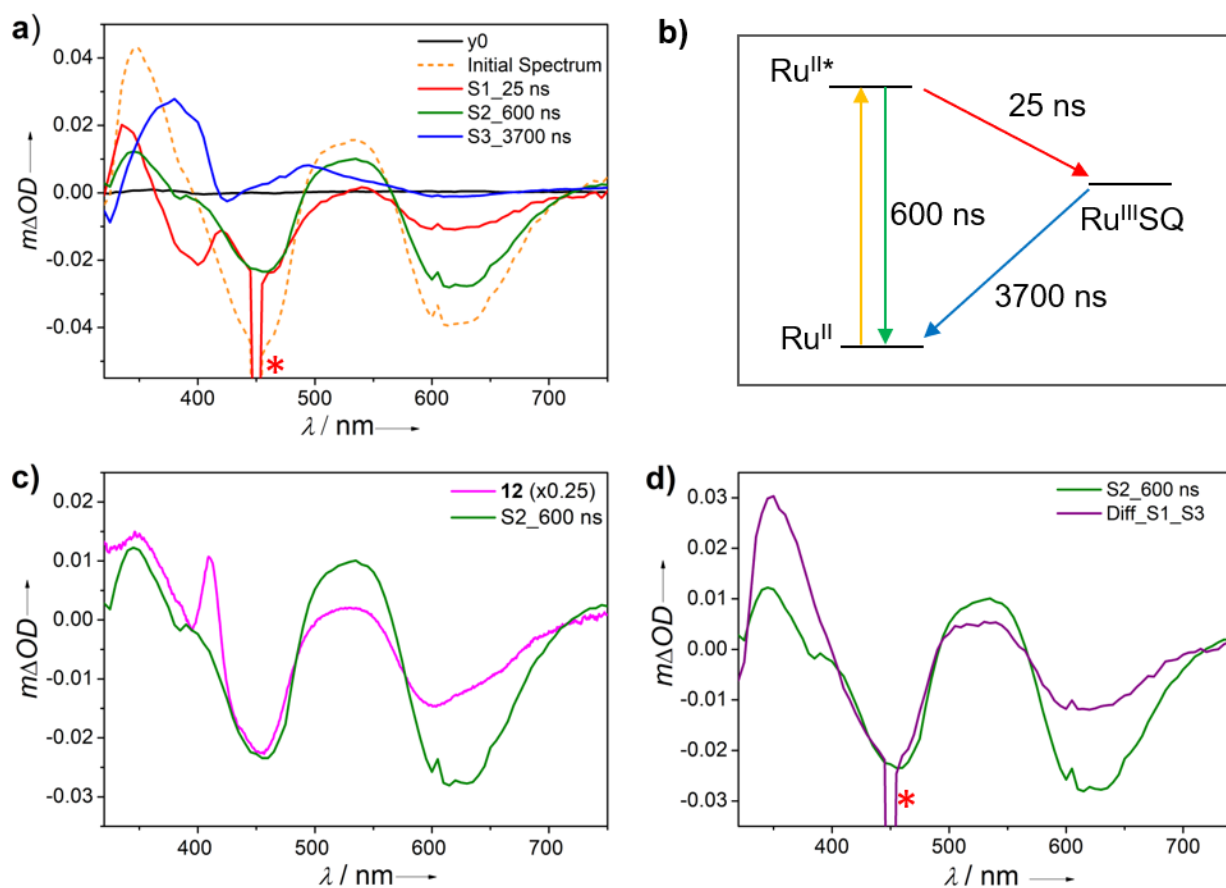 a)
y0
Initial Spectrum
S1_25 ns
S2_600 ns
S3_3700 ns
0.04
0.02
0.00
-0.02
-0.04
mΔOD
*
400 500 600 700
λ / nm
b)
Ru^II*
25 ns
600 ns
Ru^IIISQ
3700 ns
Ru^II
c)
12 (x0.25)
S2_600 ns
0.02
0.01
0.00
-0.01
-0.02
-0.03
mΔOD
400 500 600 700
λ / nm
d)
S2_600 ns
Diff_S1_S3
0.03
0.02
0.01
0.00
-0.01
-0.02
-0.03
mΔOD
*
400 500 600 700
λ / nm